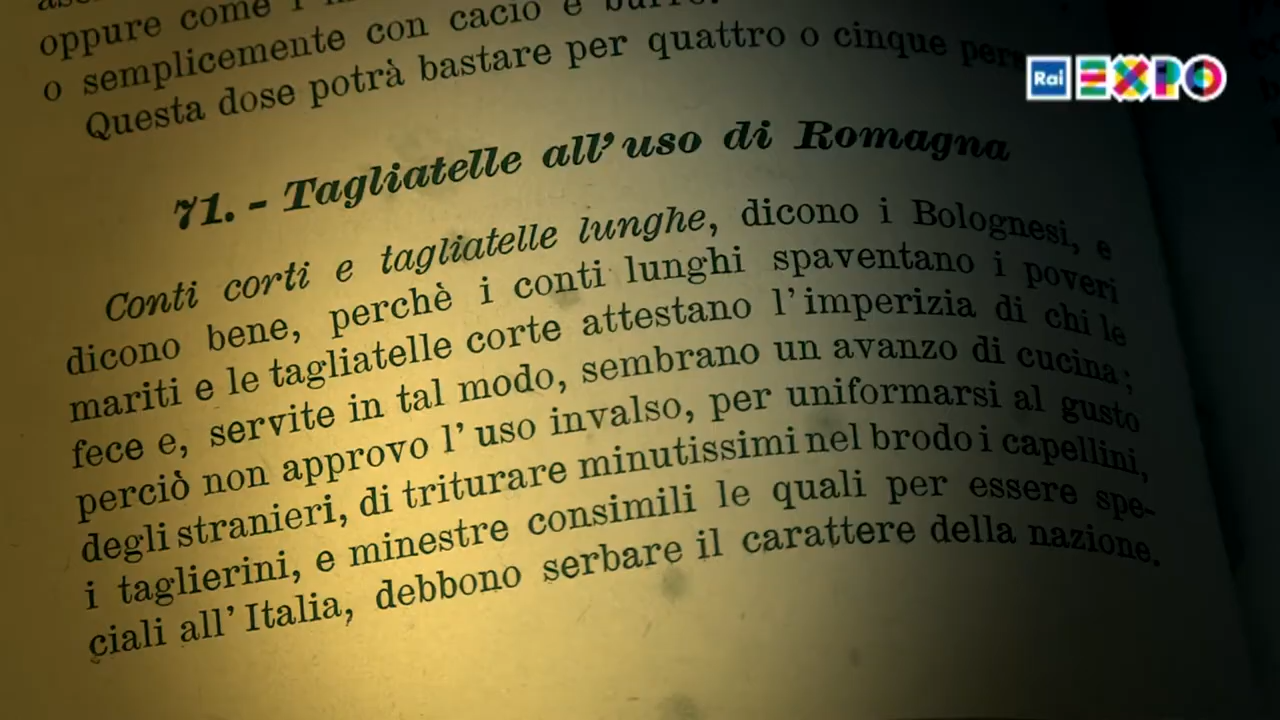 oppure come i
o semplicemente con cacio e burro.
Questa dose potrà bastare per quattro o cinque
Rai EXPO
71. - Tagliatelle all'uso di Romagna
Conti corti e tagliatelle lunghe, dicono i Bolognesi, e
dicono bene, perchè i conti lunghi spaventano i poveri
mariti e le tagliatelle corte attestano l'imperizia di chi le
fece e, servite in tal modo, sembrano un avanzo di cucina;
perciò non approvo l'uso invalso, per uniformarsi al gusto
degli stranieri, di triturare minutissimi nel brodo i capellini,
i taglierini, e minestre consimili le quali per essere spe-
ciali all'Italia, debbono serbare il carattere della nazione.